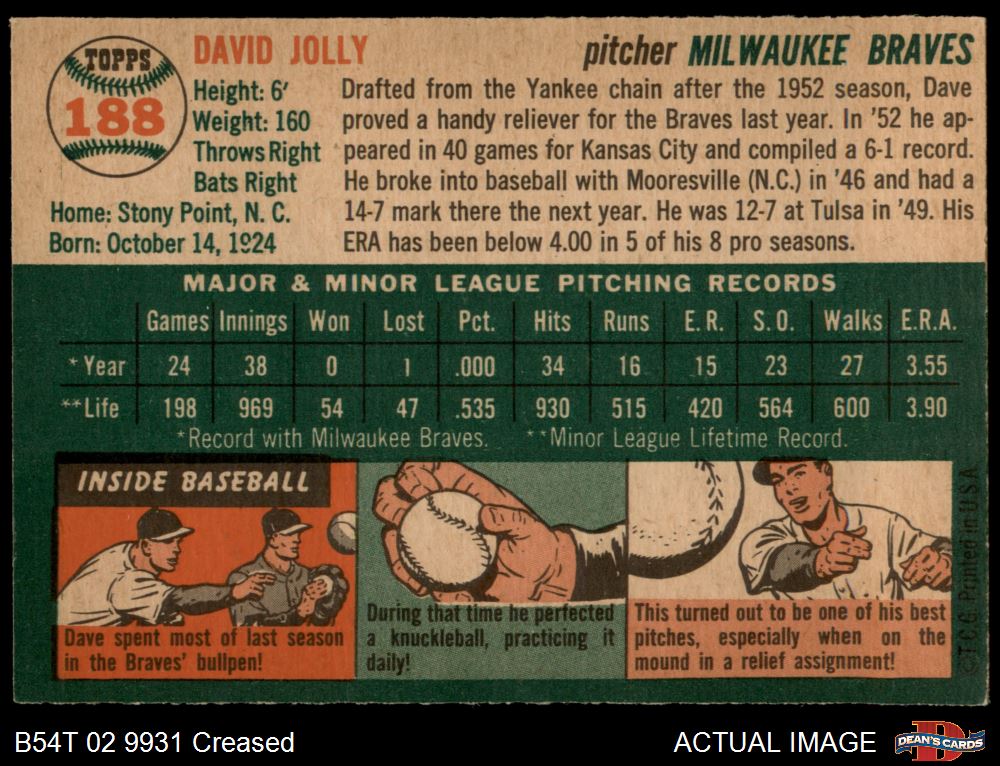 TOPPS
188
DAVID JOLLY
pitcher MILWAUKEE BRAVES
Height: 6'
Weight: 160
Throws Right
Bats Right
Home: Stony Point, N. C.
Born: October 14, 1924
Drafted from the Yankee chain after the 1952 season, Dave
proved a handy reliever for the Braves last year. In '52 he ap-
peared in 40 games for Kansas City and compiled a 6-1 record.
He broke into baseball with Mooresville (N.C.) in '46 and had a
14-7 mark there the next year. He was 12-7 at Tulsa in '49. His
ERA has been below 4.00 in 5 of his 8 pro seasons.
MAJOR & MINOR LEAGUE PITCHING RECORDS
Games Innings Won Lost Pct. Hits Runs E.R. S.O. Walks E.R.A.
*Year 24 38 0 1 .000 34 16 15 23 27 3.55
**Life 198 969 54 47 .535 930 515 420 564 600 3.90
*Record with Milwaukee Braves. **Minor League Lifetime Record.
INSIDE BASEBALL
Dave spent most of last season
in the Braves' bullpen!
During that time he perfected
a knuckleball, practicing it
daily!
This turned out to be one of his best
pitches, especially when on the
mound in a relief assignment!
©T.C.G. Printed in U.S.A.
B54T 02 9931 Creased
ACTUAL IMAGE
D
DEAN'S CARDS